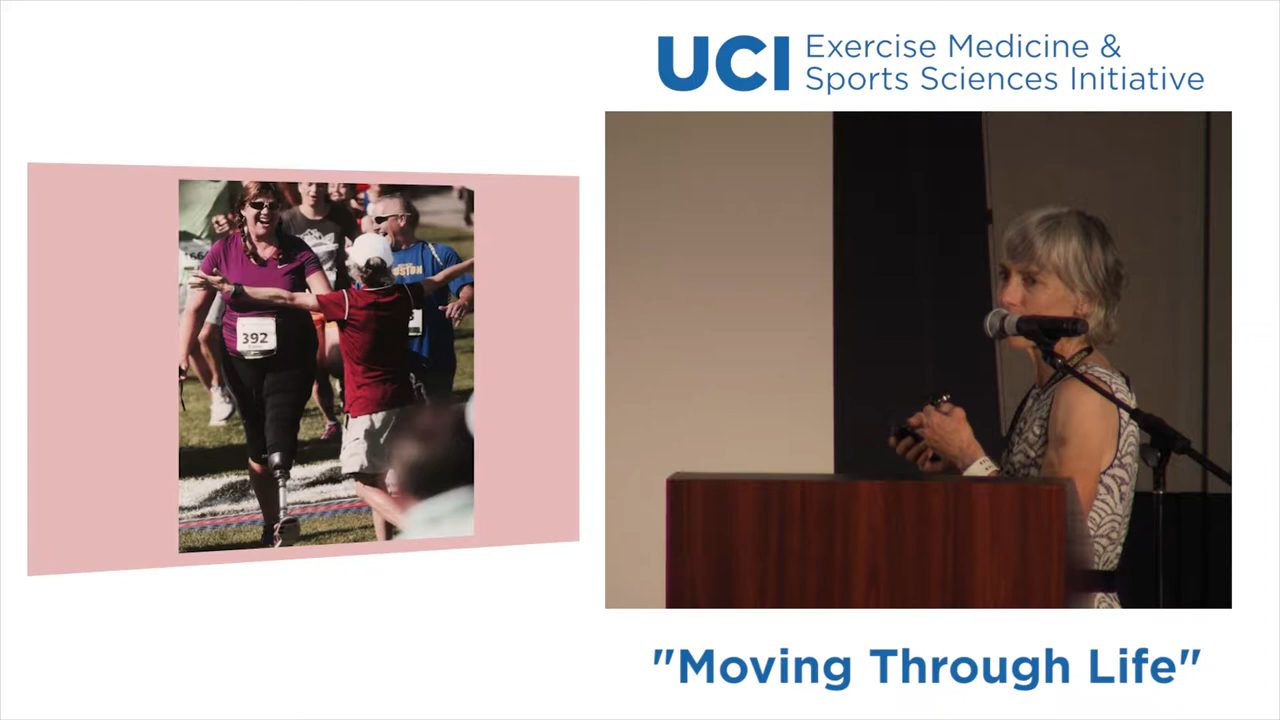 UCI Exercise Medicine &
Sports Sciences Initiative
392
"Moving Through Life"